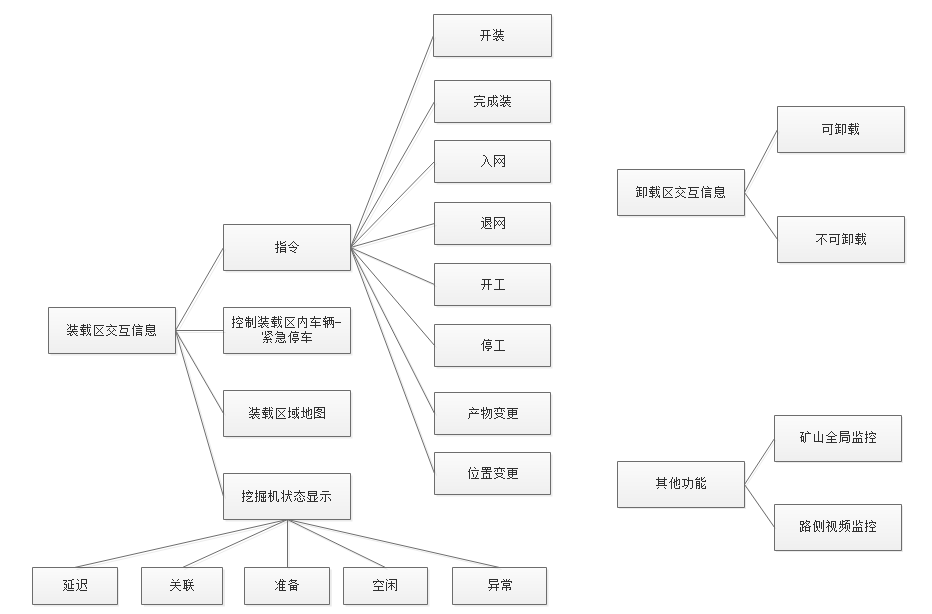 开装
完成装
入网
退网
开工
停工
产物变更
位置变更
指令
控制装载区内车辆-
紧急停车
装载区交互信息
装载区域地图
挖掘机状态显示
延迟
关联
准备
空闲
异常
可卸载
卸载区交互信息
不可卸载
矿山全局监控
其他功能
路侧视频监控